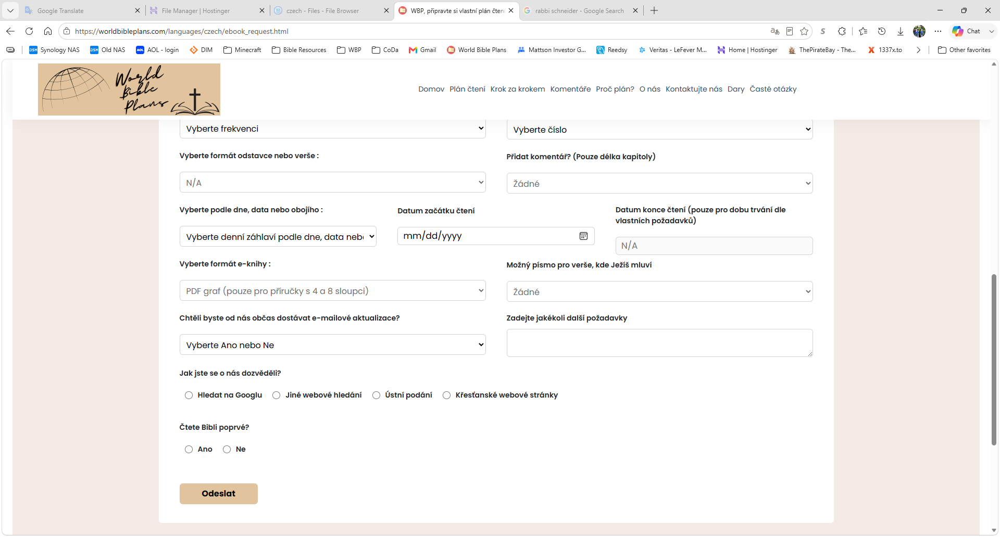 Google Translate
File Manager | Hostinger
czech - Files - File Browser
WBP, připravte si vlastní plán čtení
rabbi schneider - Google Search
https://worldbibleplans.com/languages/czech/ebook_request.html
Chat
Synology NAS
Old NAS
AOL - login
DIM
Minecraft
Bible Resources
WBP
CoDa
Gmail
World Bible Plans
Mattson Investor G...
Reedsy
Veritas - LeFever M...
Home | Hostinger
ThePirateBay - The...
1337x.to
Other favorites
World
Bible
Plans
Domov Plán čtení Krok za krokem Komentáře Proč plán? O nás Kontaktujte nás Dary Časté otázky
Vyberte frekvenci
Vyberte číslo
Vyberte formát odstavce nebo verše :
Přidat komentář? (Pouze délka kapitoly)
N/A
Žádné
Vyberte podle dne, data nebo obojího :
Datum začátku čtení
Datum konce čtení (pouze pro dobu trvání dle
vlastních požadavků)
Vyberte denní záhlaví podle dne, data neb
mm/dd/yyyy
N/A
Vyberte formát e-knihy :
Možný písmo pro verše, kde Ježíš mluví
PDF graf (pouze pro příručky s 4 a 8 sloupci)
Žádné
Chtěli byste od nás občas dostávat e-mailové aktualizace?
Zadejte jakékoli další požadavky
Vyberte Ano nebo Ne
Jak jste se o nás dozvěděli?
Hledat na Googlu Jiné webové hledání Ústní podání Křesťanské webové stránky
Čtete Bibli poprvé?
Ano Ne
Odeslat